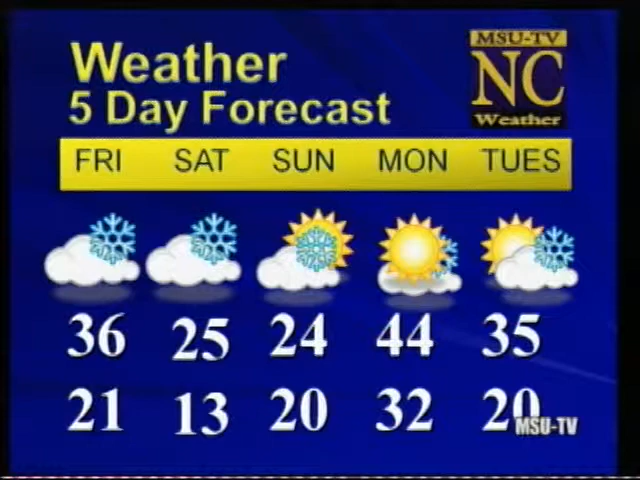 Weather
5 Day Forecast
MSU-TV
NC
Weather
FRI SAT SUN MON TUES
36 25 24 44 35
21 13 20 32 20
MSU-TV